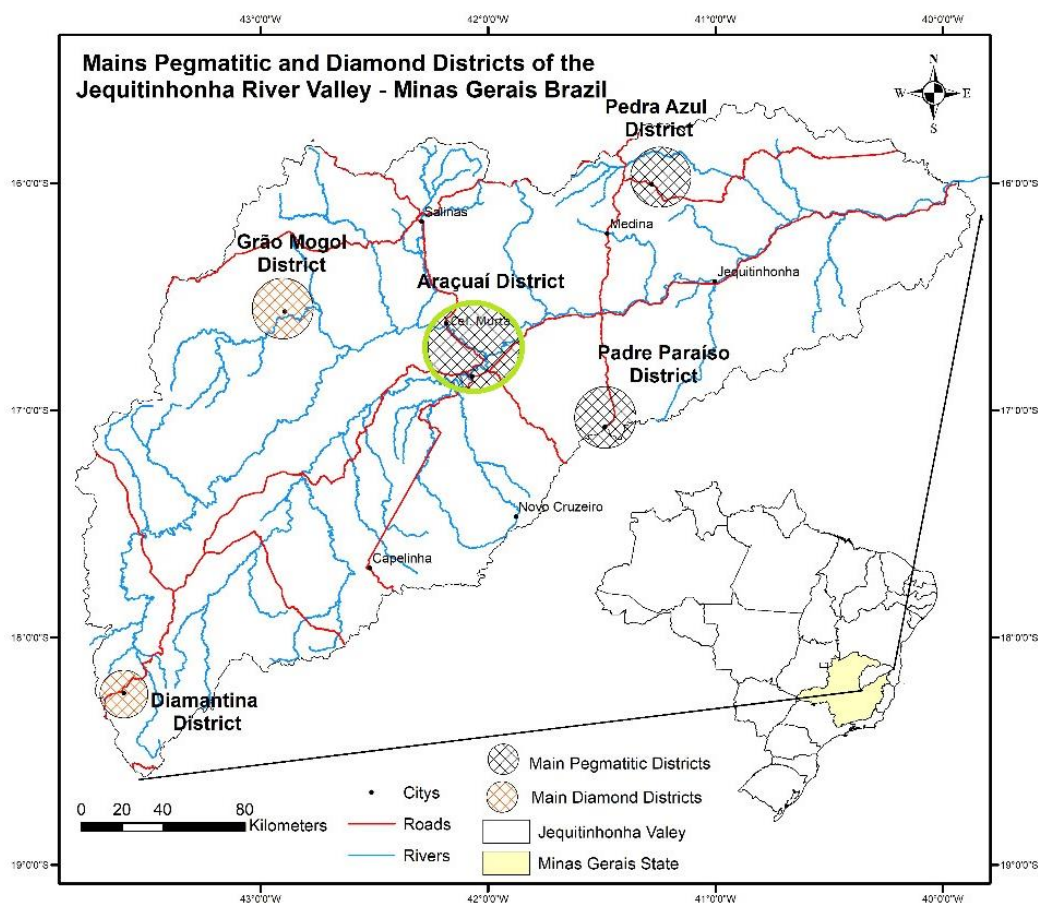 43°0'0"W
42°0'0"W
41°0'0"W
40°0'0"W
Mains Pegmatitic and Diamond Districts of the
Jequitinhonha River Valley - Minas Gerais Brazil
N
W
E
S
Pedra Azul
District
16°0'0"S
16°0'0"S
Salinas
Medina
Grão Mogol
District
Araçuaí District
Jequitinhonha
Cel. Murta
Padre Paraíso
District
17°0'0"S
17°0'0"S
Novo Cruzeiro
Capelinha
18°0'0"S
18°0'0"S
Diamantina
District
Main Pegmatitic Districts
Citys
Main Diamond Districts
0 20 40 80
Kilometers
Roads
Jequitinhonha Valey
Rivers
Minas Gerais State
19°0'0"S
19°0'0"S
43°0'0"W
42°0'0"W
41°0'0"W
40°0'0"W